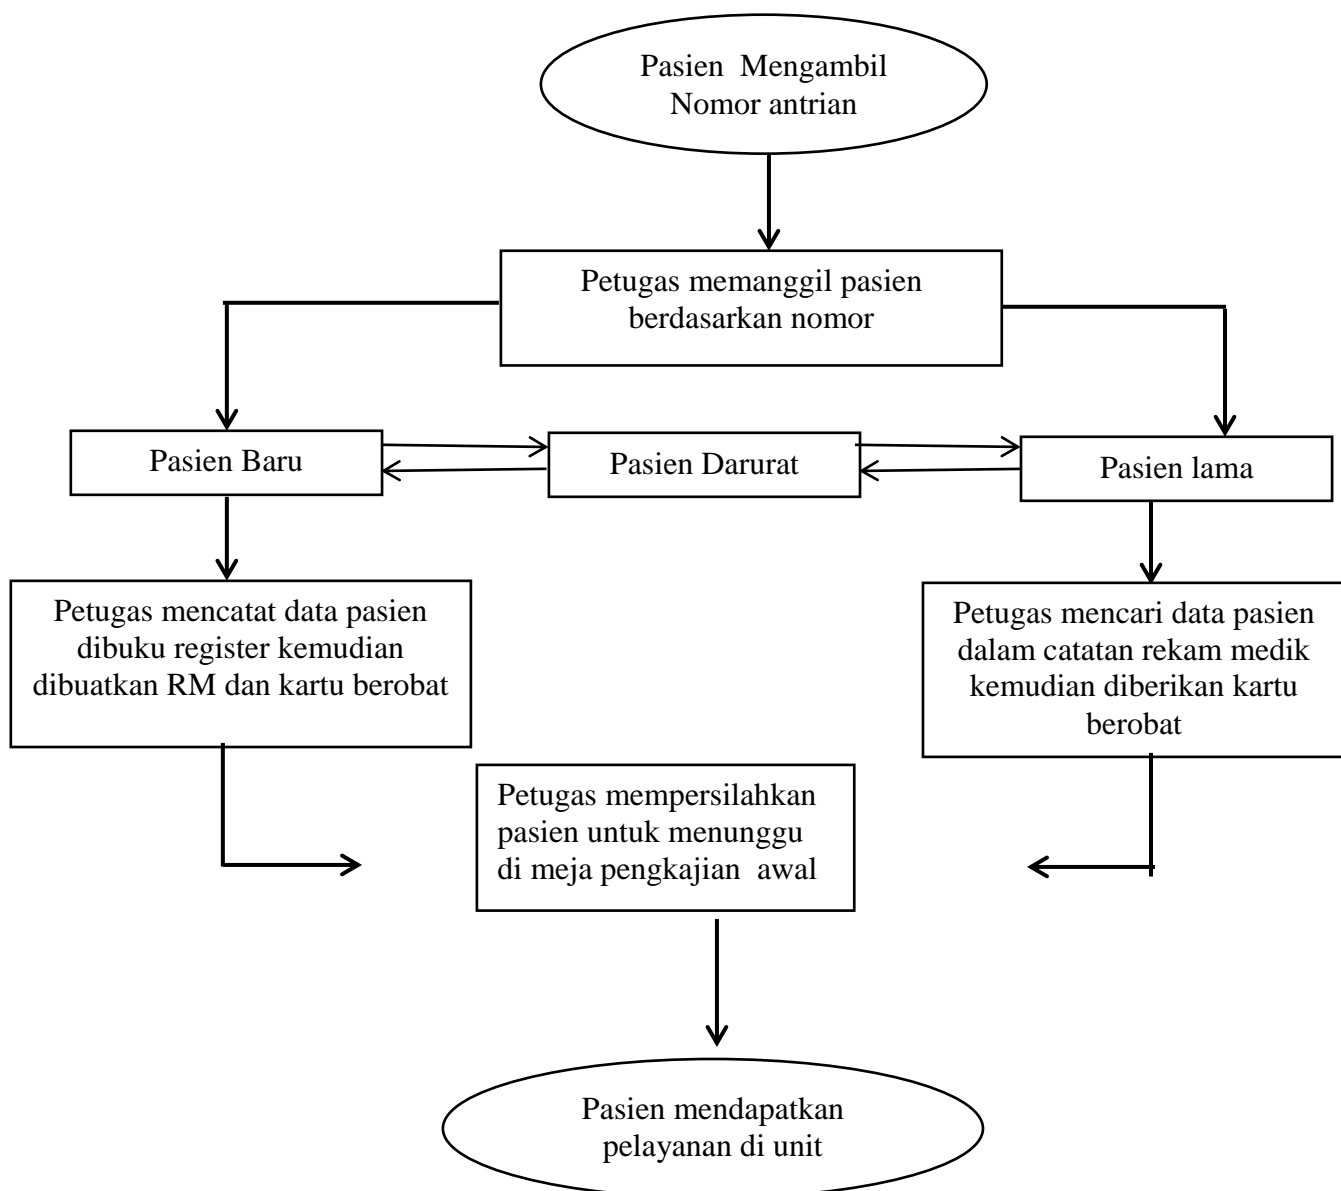 Pasien Mengambil
Nomor antrian
Petugas memanggil pasien
berdasarkan nomor
Pasien Baru
Pasien Darurat
Pasien lama
Petugas mencatat data pasien
dibuku register kemudian
dibuatkan RM dan kartu berobat
Petugas mencari data pasien
dalam catatan rekam medik
kemudian diberikan kartu
berobat
Petugas mempersilahkan
pasien untuk menunggu
di meja pengkajian awal
Pasien mendapatkan
pelayanan di unit